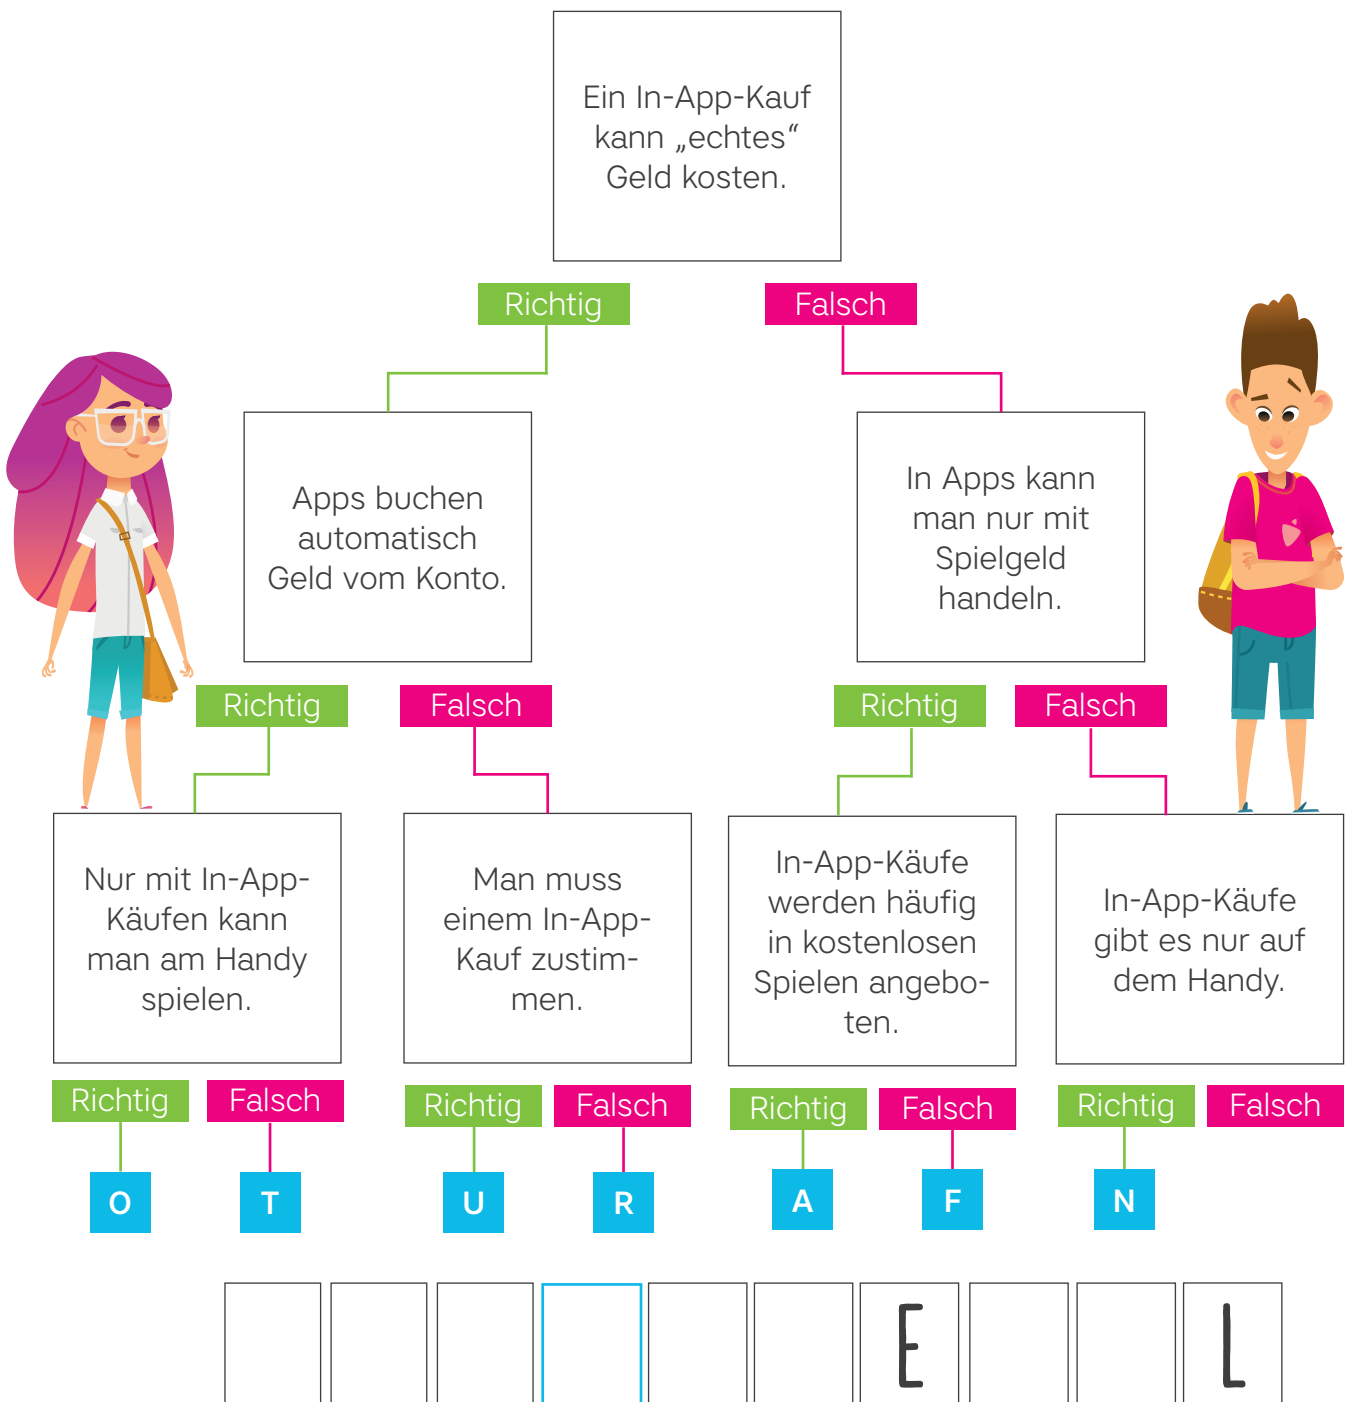 Ein In-App-Kauf
kann „echtes“
Geld kosten.
Richtig
Falsch
Apps buchen
automatisch
Geld vom Konto.
In Apps kann
man nur mit
Spielgeld
handeln.
Richtig
Falsch
Richtig
Falsch
Nur mit In-App-
Käufen kann
man am Handy
spielen.
Man muss
einem In-App-
Kauf zustim-
men.
In-App-Käufe
werden häufig
in kostenlosen
Spielen angebo-
ten.
In-App-Käufe
gibt es nur auf
dem Handy.
Richtig
Falsch
Richtig
Falsch
Richtig
Falsch
Richtig
Falsch
O
T
U
R
A
F
N
E
L